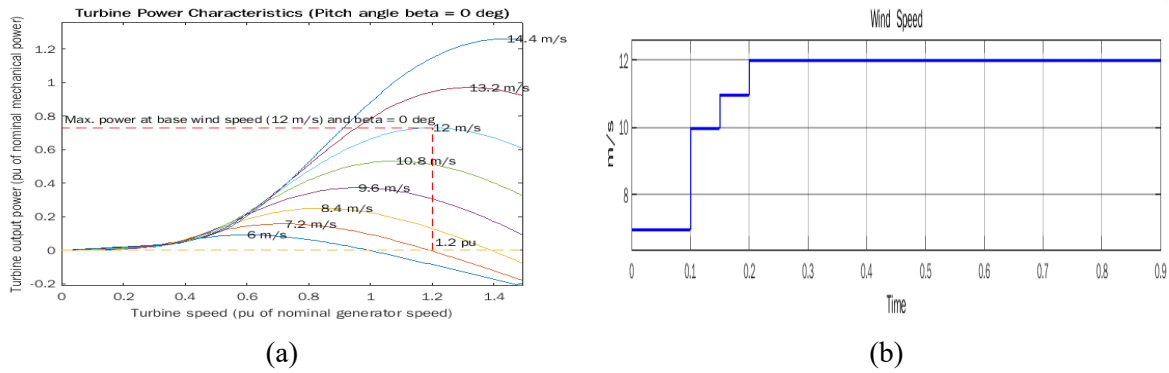 Turbine Power Characteristics (Pitch angle beta = 0 deg)
Turbine output power (pu of nominal mechanical power)
1.2
1
0.8
0.6
0.4
0.2
0
-0.2
14.4 m/s
13.2 m/s
Max. power at base wind speed (12 m/s) and beta = 0 deg
12 m/s
10.8 m/s
9.6 m/s
8.4 m/s
7.2 m/s
6 m/s
1.2 pu
0 0.2 0.4 0.6 0.8 1 1.2 1.4
Turbine speed (pu of nominal generator speed)
(a)
Wind Speed
m/s
12
10
8
0 0.1 0.2 0.3 0.4 0.5 0.6 0.7 0.8 0.9
Time
(b)